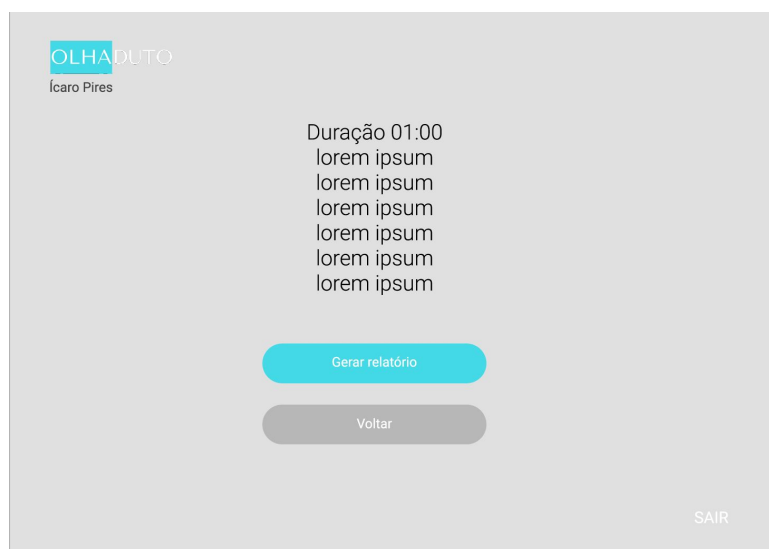 OLHADUTO
Ícaro Pires
Duração 01:00
lorem ipsum
lorem ipsum
lorem ipsum
lorem ipsum
lorem ipsum
lorem ipsum
Gerar relatório
Voltar
SAIR